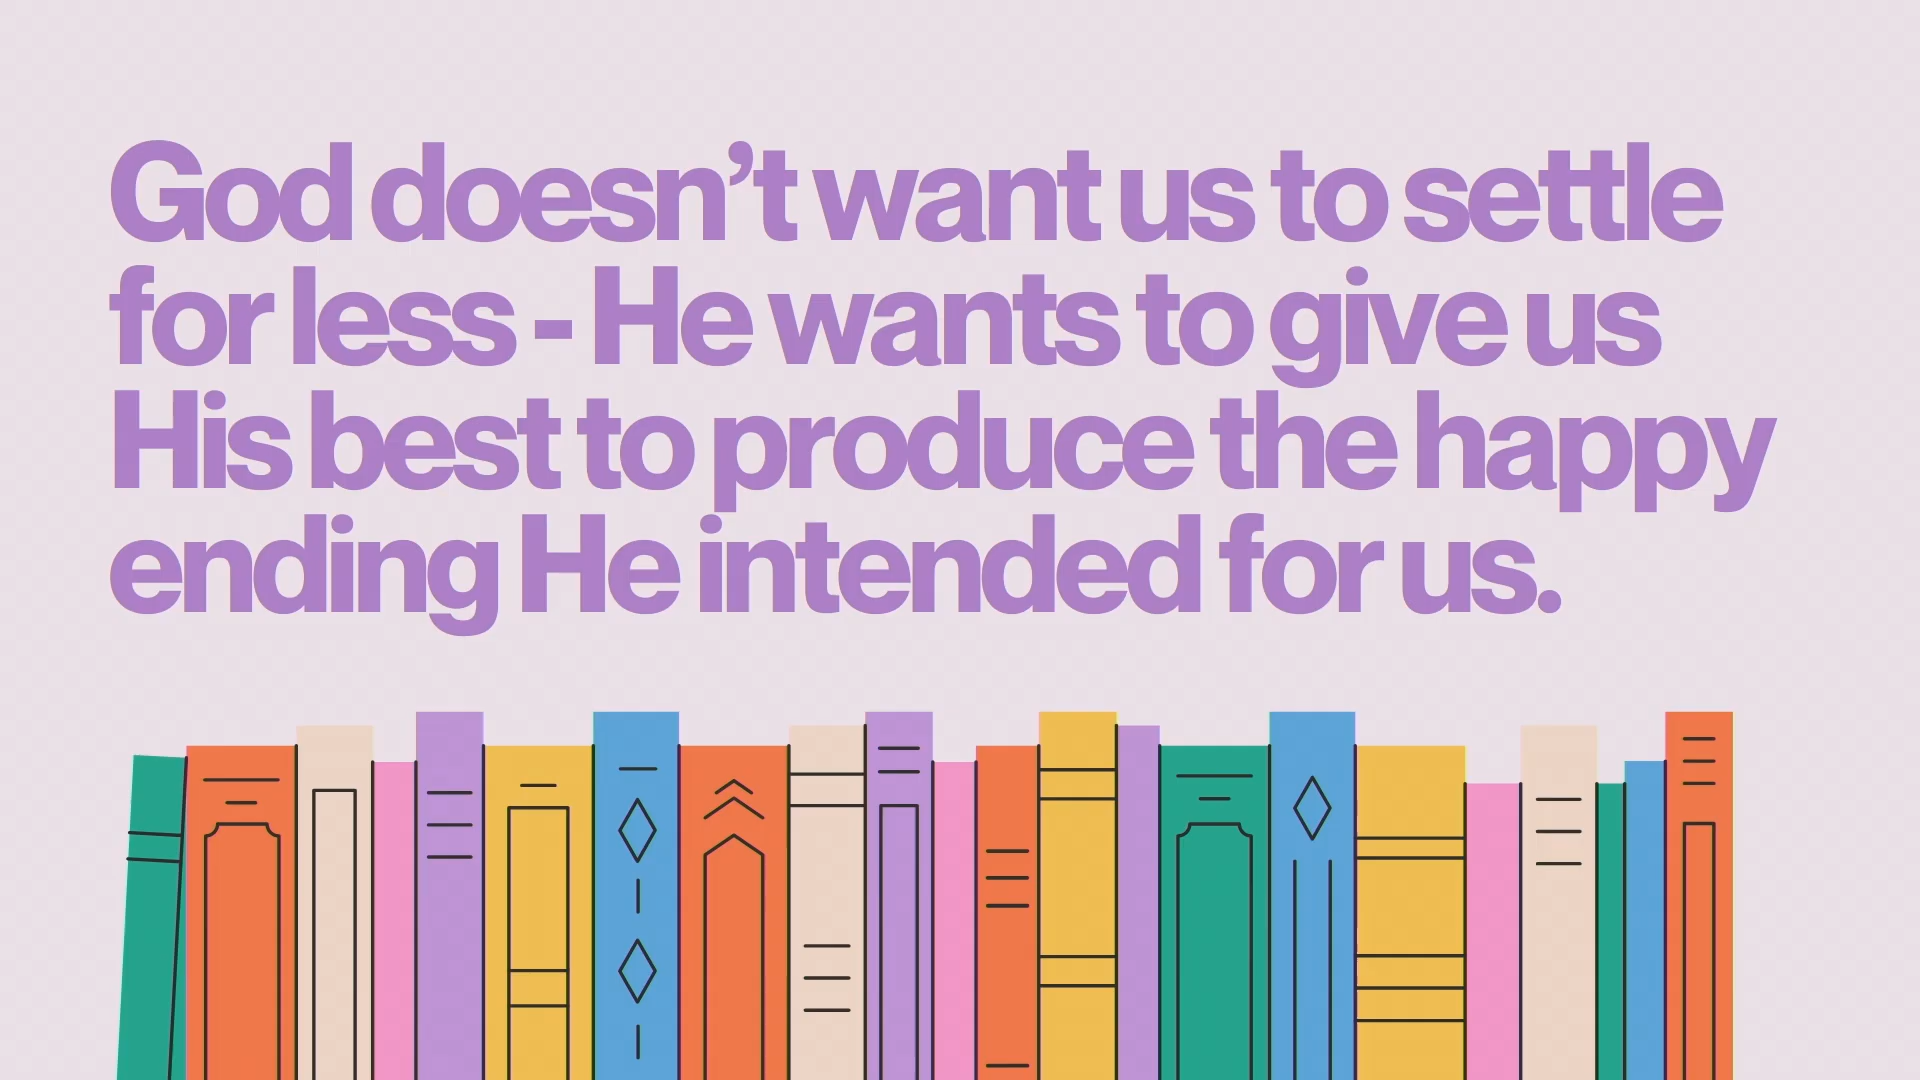 God doesn’t want us to settle
for less - He wants to give us
His best to produce the happy
ending He intended for us.